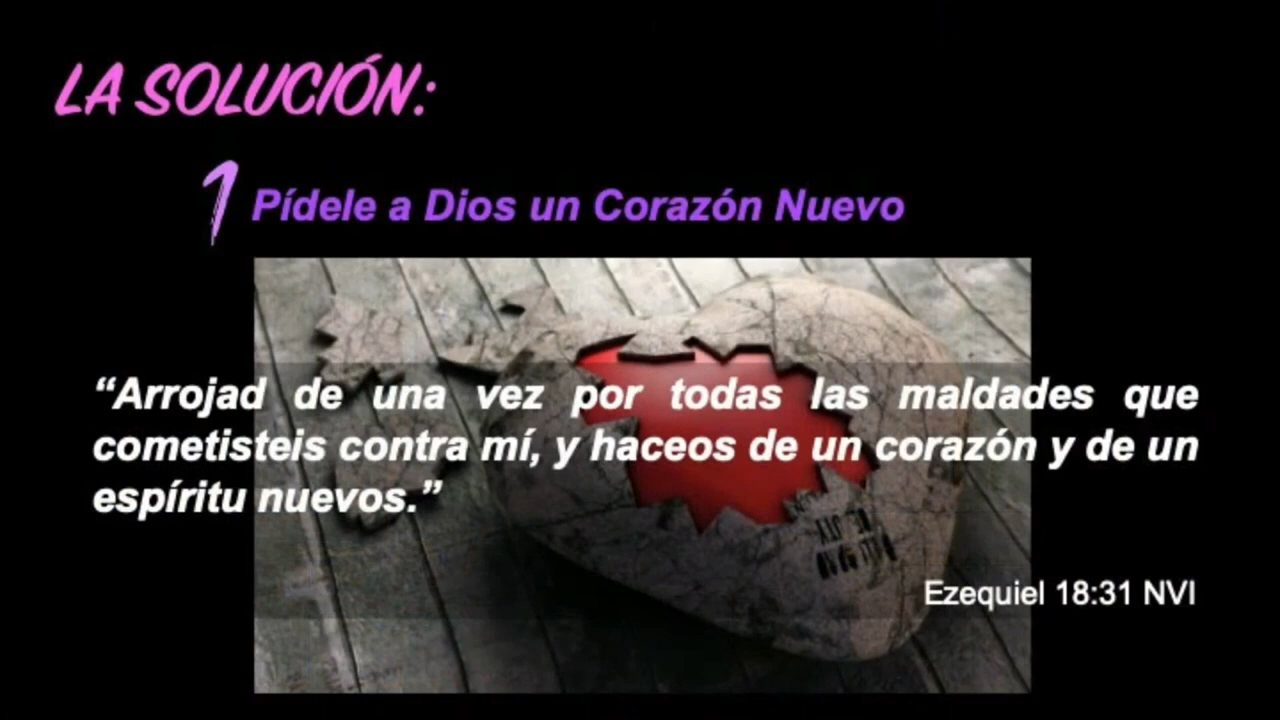 LA SOLUCIÓN:
1 Pídele a Dios un Corazón Nuevo
“Arrojad de una vez por todas las maldades que
cometisteis contra mí, y haceos de un corazón y de un
espíritu nuevos.”
Ezequiel 18:31 NVI